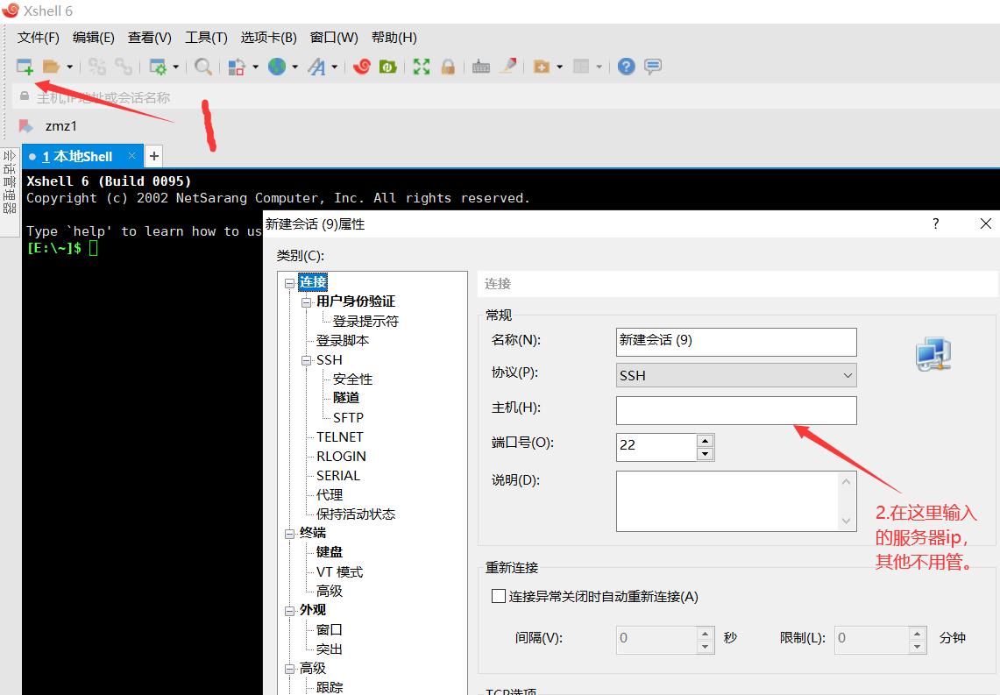 Xshell 6
文件(F) 编辑(E) 查看(V) 工具(T) 选项卡(B) 窗口(W) 帮助(H)
主机,IP地址或会话名称
zmz1
会话管理器
1 本地Shell
Xshell 6 (Build 0095)
Copyright (c) 2002 NetSarang Computer, Inc. All rights reserved.
Type `help' to learn how to us
[E:\~]$
新建会话 (9)属性
类别(C):
连接
用户身份验证
登录提示符
登录脚本
SSH
安全性
隧道
SFTP
TELNET
RLOGIN
SERIAL
代理
保持活动状态
终端
键盘
VT 模式
高级
外观
窗口
突出
高级
跟踪
连接
常规
名称(N): 新建会话 (9)
协议(P): SSH
主机(H):
端口号(O): 22
说明(D):
2.在这里输入
的服务器ip,
其他不用管。
重新连接
连接异常关闭时自动重新连接(A)
间隔(V): 0 秒 限制(L): 0 分钟
TCP选项